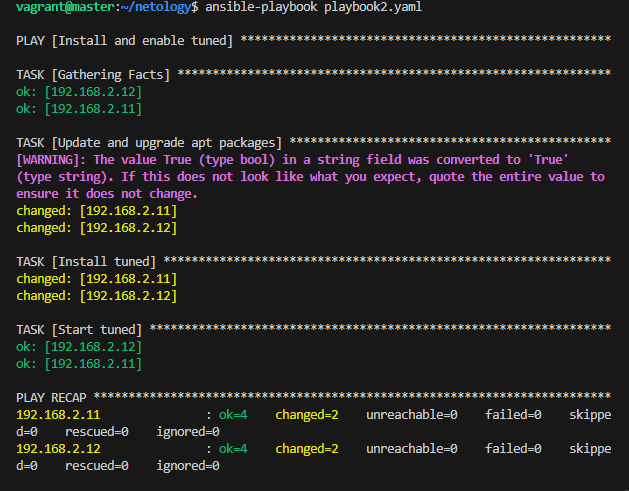 vagrant@master:~/netology$ ansible-playbook playbook2.yaml
PLAY [Install and enable tuned] *****************************************************
TASK [Gathering Facts] **************************************************************
ok: [192.168.2.12]
ok: [192.168.2.11]
TASK [Update and upgrade apt packages] **********************************************
[WARNING]: The value True (type bool) in a string field was converted to 'True'
(type string). If this does not look like what you expect, quote the entire value to
ensure it does not change.
changed: [192.168.2.11]
changed: [192.168.2.12]
TASK [Install tuned] ****************************************************************
changed: [192.168.2.11]
changed: [192.168.2.12]
TASK [Start tuned] ******************************************************************
ok: [192.168.2.12]
ok: [192.168.2.11]
PLAY RECAP **************************************************************************
192.168.2.11 : ok=4 changed=2 unreachable=0 failed=0 skippe
d=0 rescued=0 ignored=0
192.168.2.12 : ok=4 changed=2 unreachable=0 failed=0 skippe
d=0 rescued=0 ignored=0